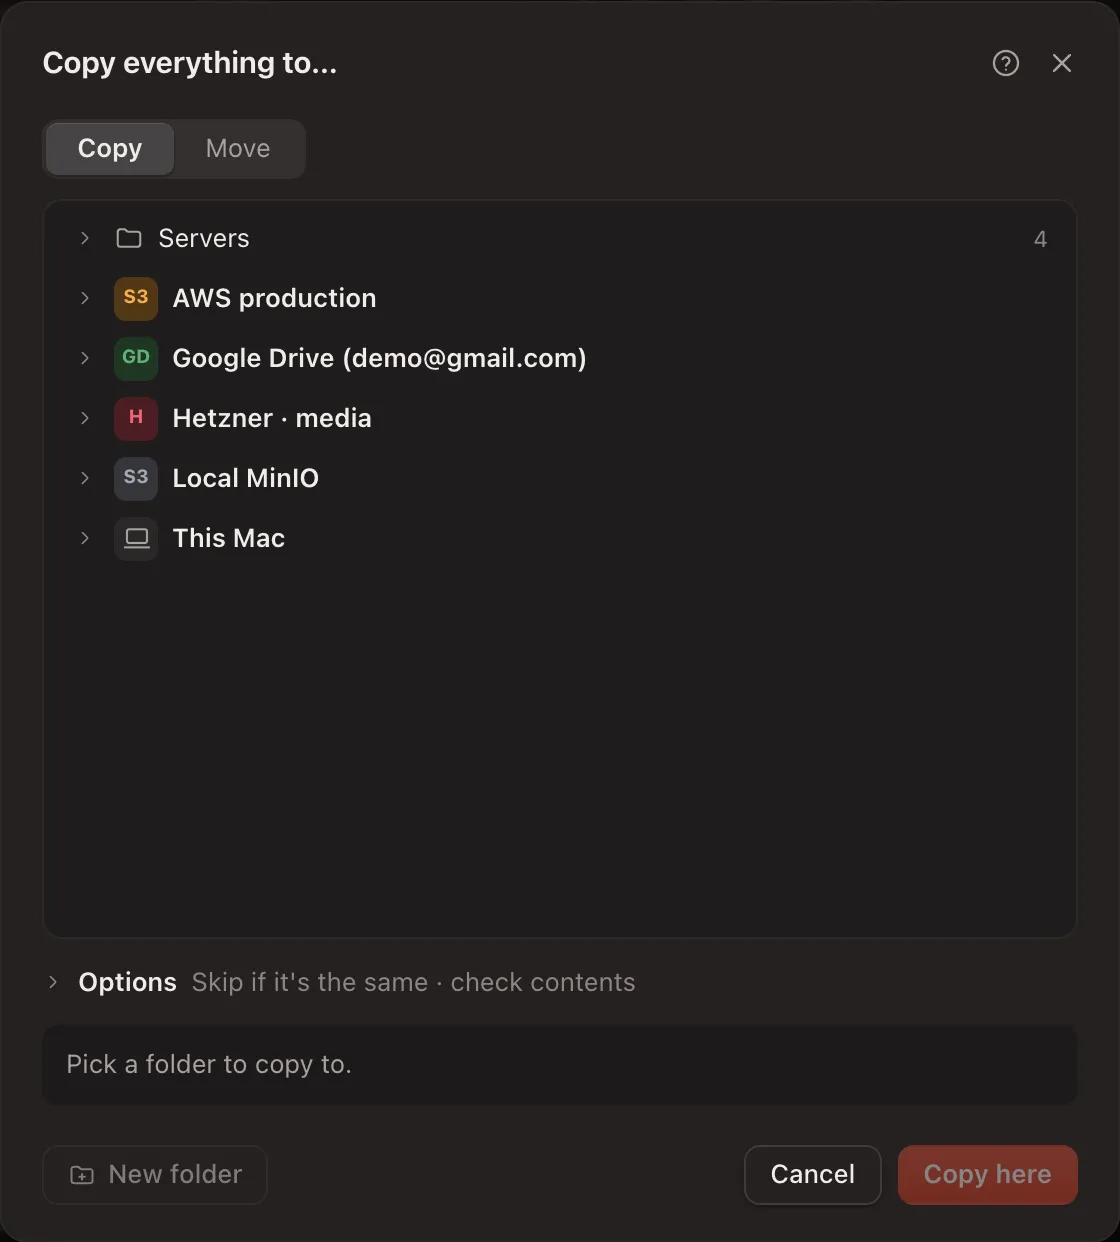 Copy everything to...
Copy Move
Servers 4
S3 AWS production
GD Google Drive (demo@gmail.com)
H Hetzner · media
S3 Local MinIO
This Mac
Options Skip if it's the same · check contents
Pick a folder to copy to.
New folder Cancel Copy here